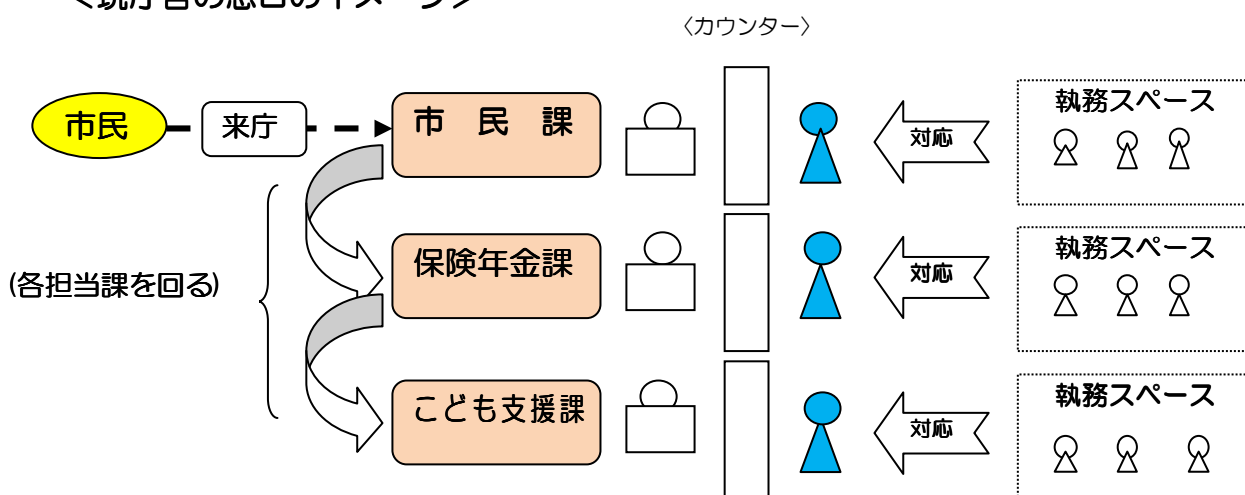 〈カウンター〉
市民
来庁
市民課
対応
執務スペース
(各担当課を回る)
保険年金課
対応
執務スペース
こども支援課
対応
執務スペース